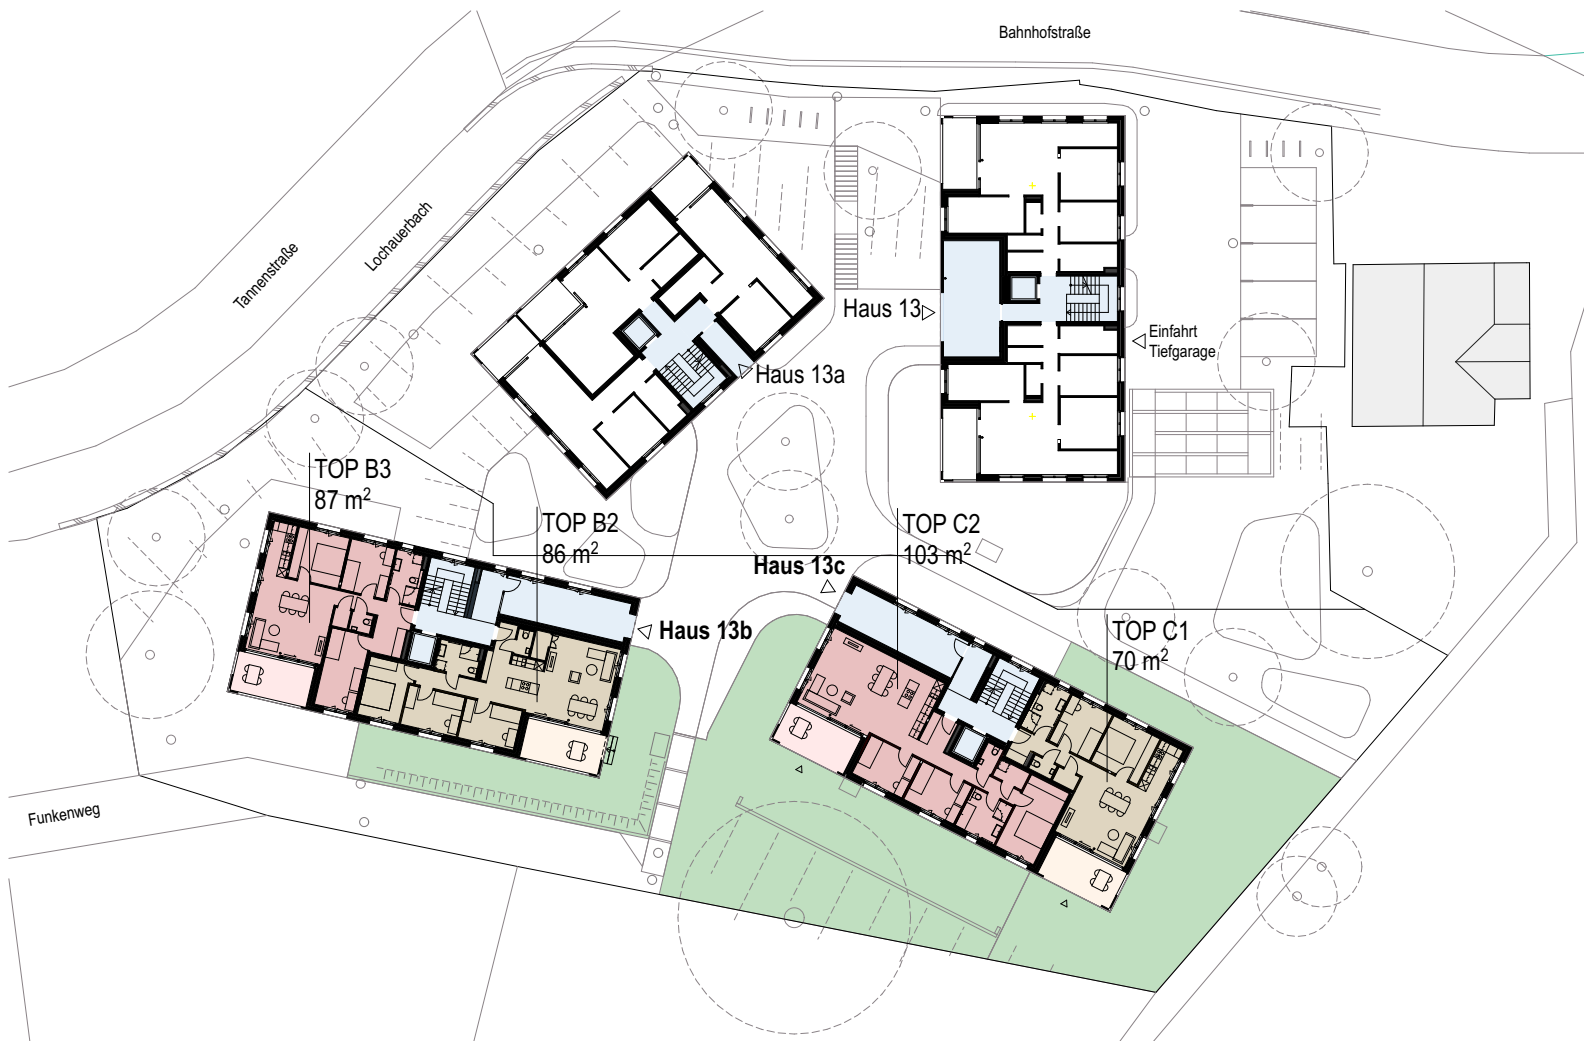 Bahnhofstraße
Tannenstraße
Lochauerbach
Haus 13
Einfahrt
Tiefgarage
Haus 13a
TOP B3
87 m²
TOP B2
86 m²
TOP C2
103 m²
Haus 13c
Haus 13b
TOP C1
70 m²
Funkenweg